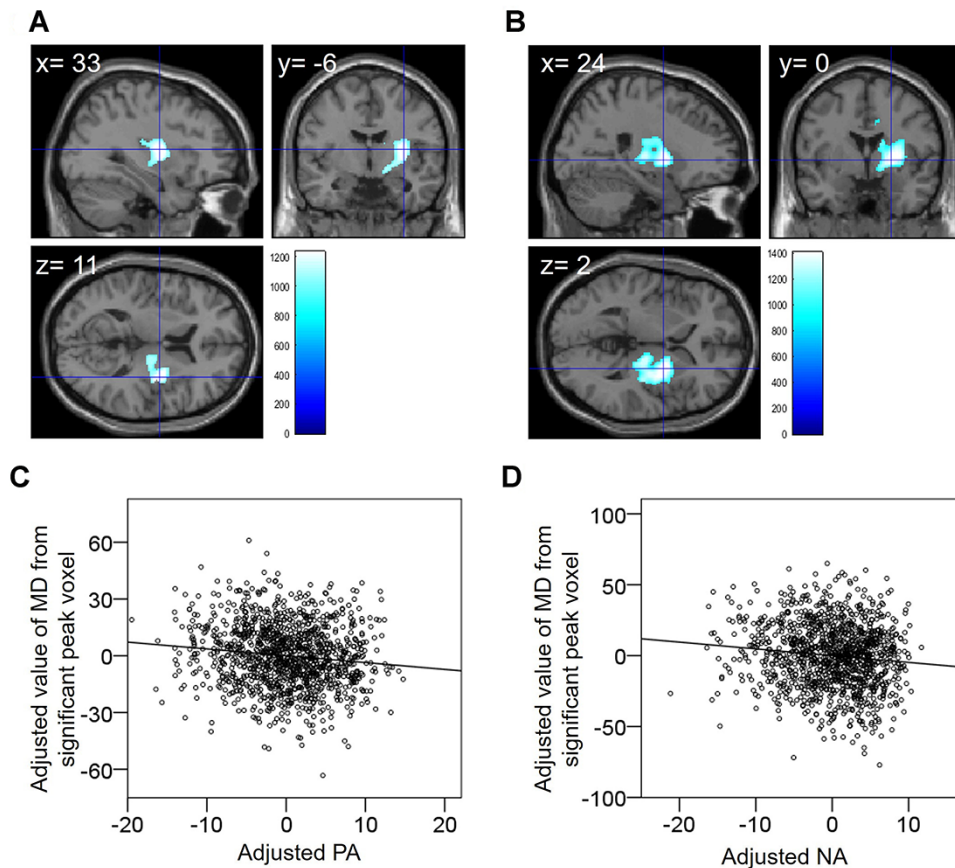 A
x= 33
y= -6
z= 11
1200
1000
800
600
400
200
0
B
x= 24
y= 0
z= 2
1400
1200
1000
800
600
400
200
0
C
Adjusted value of MD from
significant peak voxel
60
30
0
-30
-60
-20
-10
0
10
20
Adjusted PA
D
Adjusted value of MD from
significant peak voxel
100
50
0
-50
-100
-20
-10
0
10
Adjusted NA